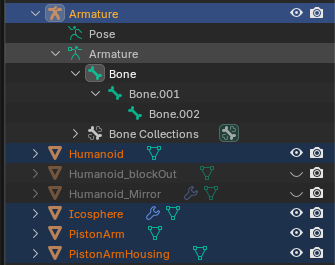 Armature
Pose
Armature
Bone
Bone.001
Bone.002
Bone Collections
Humanoid
Humanoid_blockOut
Humanoid_Mirror
Icosphere
PistonArm
PistonArmHousing